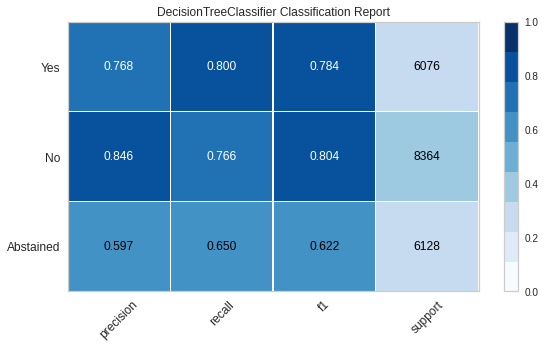 DecisionTreeClassifier Classification Report
Yes 0.768 0.800 0.784 6076
No 0.846 0.766 0.804 8364
Abstained 0.597 0.650 0.622 6128
precision recall f1 support
1.0
0.8
0.6
0.4
0.2
0.0